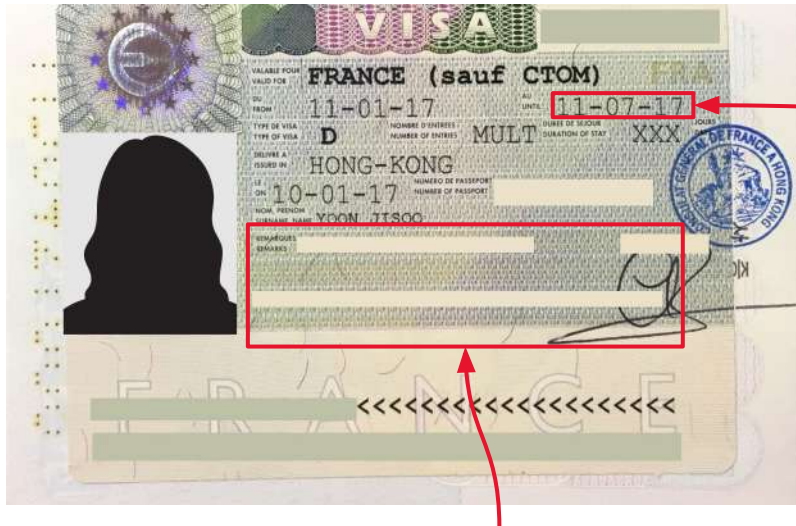 VISA
VALABLE POUR FRANCE (sauf CTOM) FRA
VALID FOR
DU 11-01-17 AU 11-07-17
FROM UNTIL
TYPE DE VISA D NOMBRE D'ENTREES MULT DUREE DE SEJOUR XXX JOURS
TYPE OF VISA NUMBER OF ENTRIES DURATION OF STAY
DELIVRE A HONG-KONG
ISSUED IN
LE 10-01-17 NUMERO DE PASSEPORT
ON NUMBER OF PASSPORT
NOM, PRENOM
SURNAME, NAME YOON JISOO
REMARQUES
REMARKS
CONSULAT GENERAL DE FRANCE A HONG KONG
FRANCE
<<<<<<<<<<<<<<<<<<<<